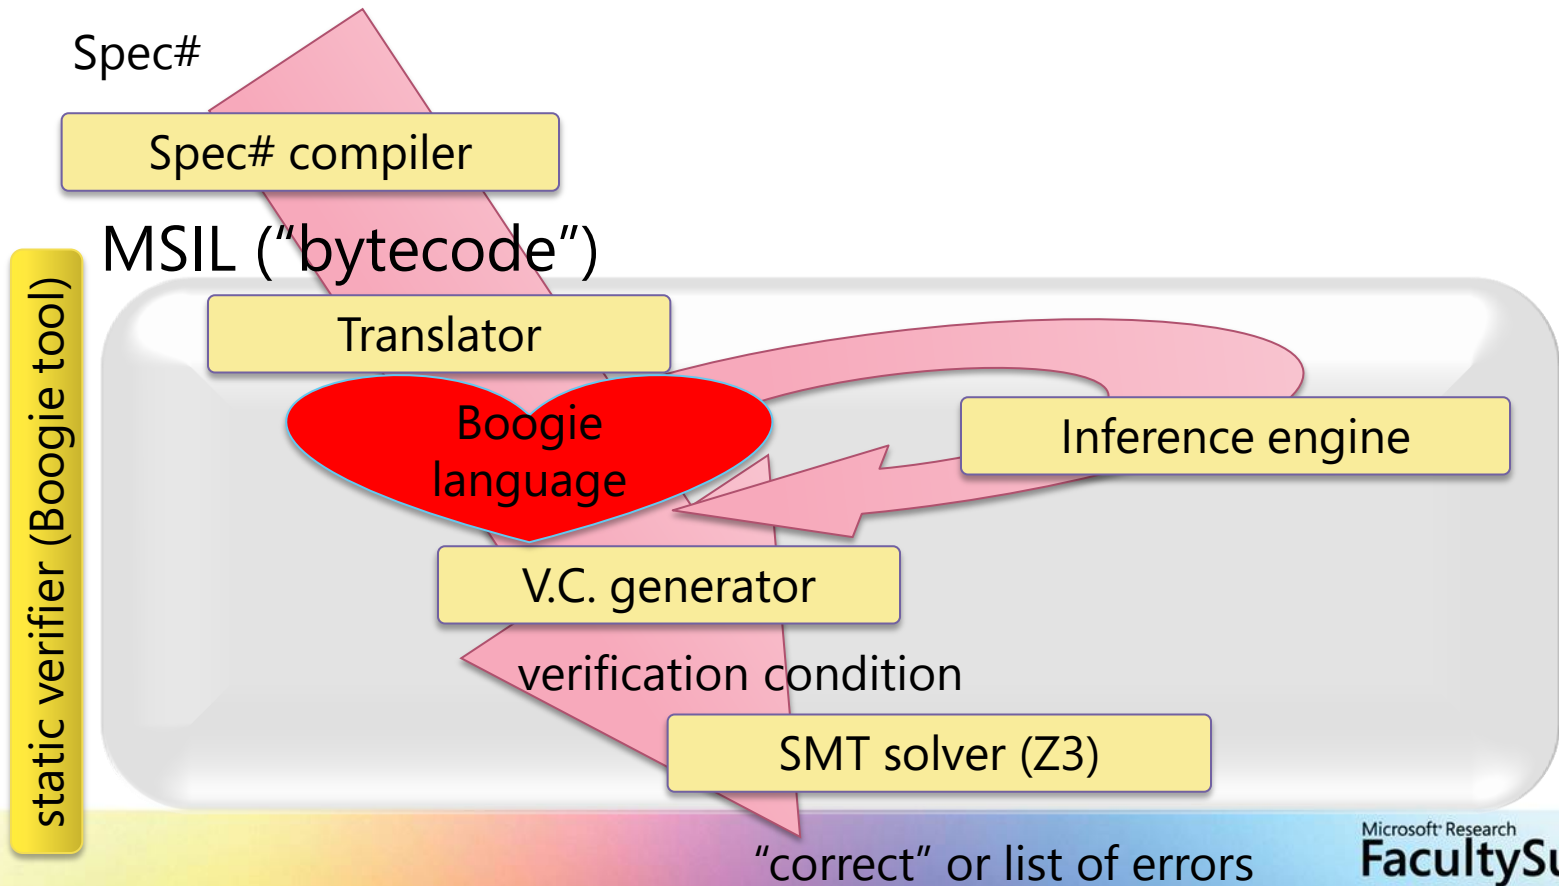 Spec#
Spec# compiler
MSIL (“bytecode”)
static verifier (Boogie tool)
Translator
Boogie
language
Inference engine
V.C. generator
verification condition
SMT solver (Z3)
“correct” or list of errors
Microsoft® Research
FacultySu